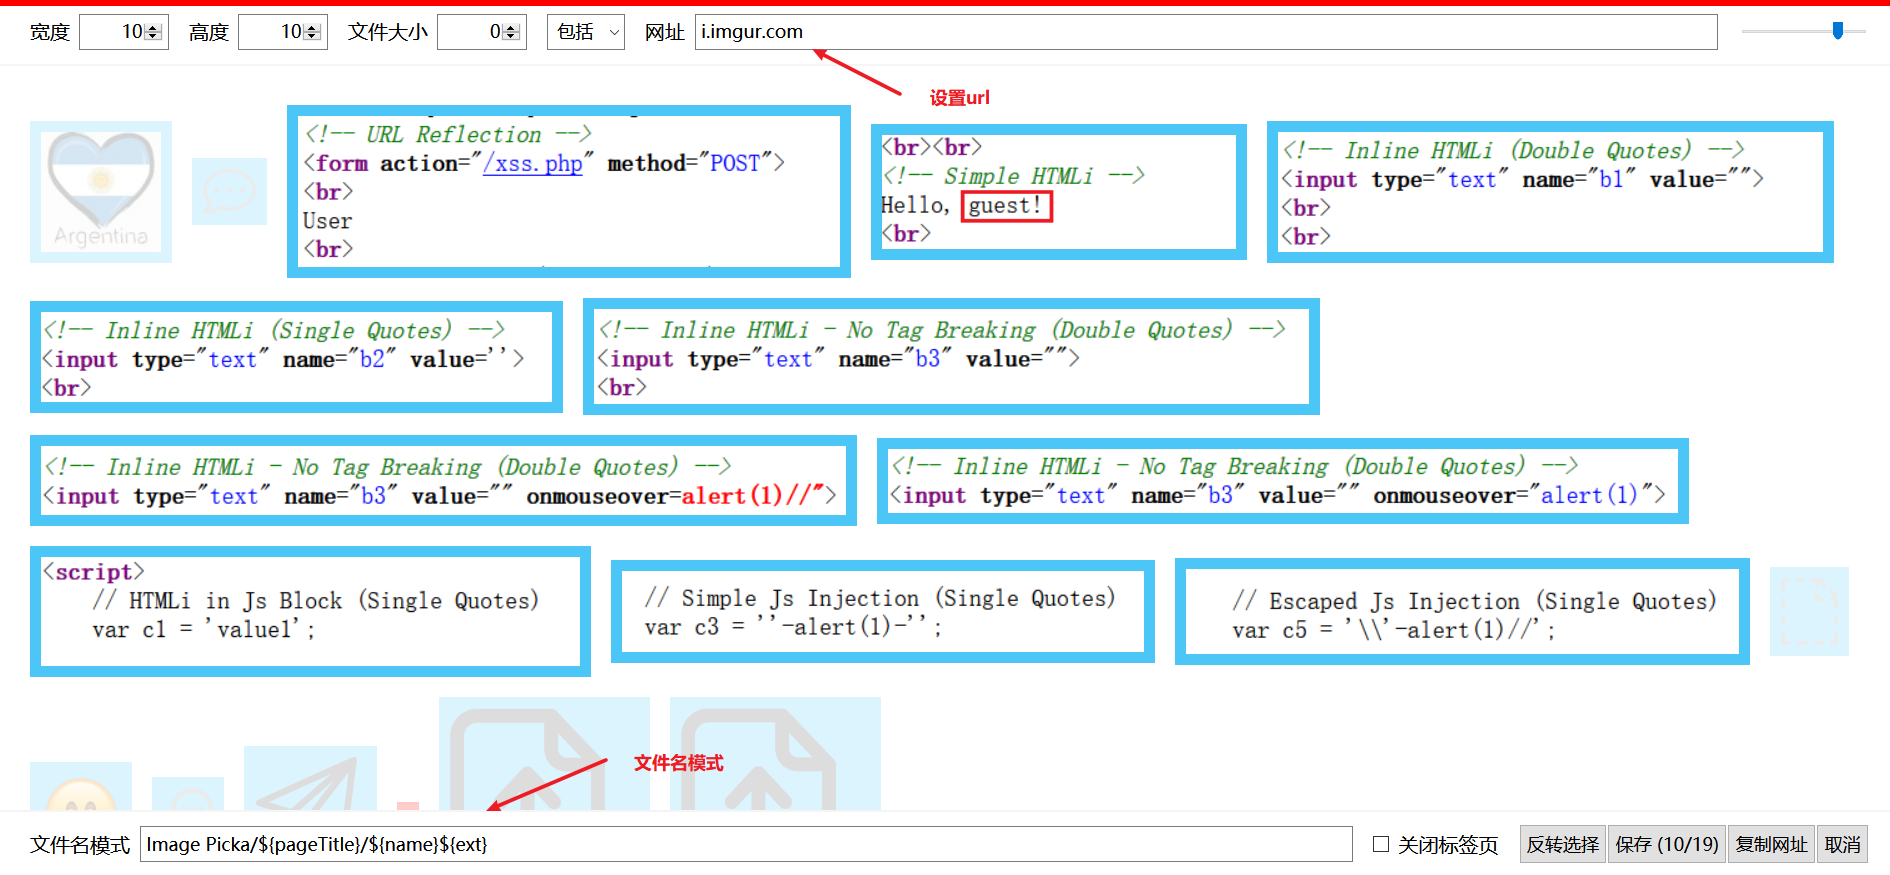 宽度 10 高度 10 文件大小 0 包括 网址 i.imgur.com
设置url
Argentina
<!-- URL Reflection -->
<form action="/xss.php" method="POST">
<br>
User
<br>
<br><br>
<!-- Simple HTMLi -->
Hello, guest!
<br>
<!-- Inline HTMLi (Double Quotes) -->
<input type="text" name="b1" value="">
<br>
<br>
<!-- Inline HTMLi (Single Quotes) -->
<input type="text" name="b2" value=''>
<br>
<!-- Inline HTMLi - No Tag Breaking (Double Quotes) -->
<input type="text" name="b3" value="">
<br>
<!-- Inline HTMLi - No Tag Breaking (Double Quotes) -->
<input type="text" name="b3" value="" onmouseover=alert(1)//">
<!-- Inline HTMLi - No Tag Breaking (Double Quotes) -->
<input type="text" name="b3" value="" onmouseover="alert(1)">
<script>
// HTMLi in Js Block (Single Quotes)
var c1 = 'value1';
// Simple Js Injection (Single Quotes)
var c3 = ''-alert(1)-'';
// Escaped Js Injection (Single Quotes)
var c5 = '\\'-alert(1)//';
文件名模式
文件名模式 Image Picka/${pageTitle}/${name}${ext} 关闭标签页 反转选择 保存 (10/19) 复制网址 取消